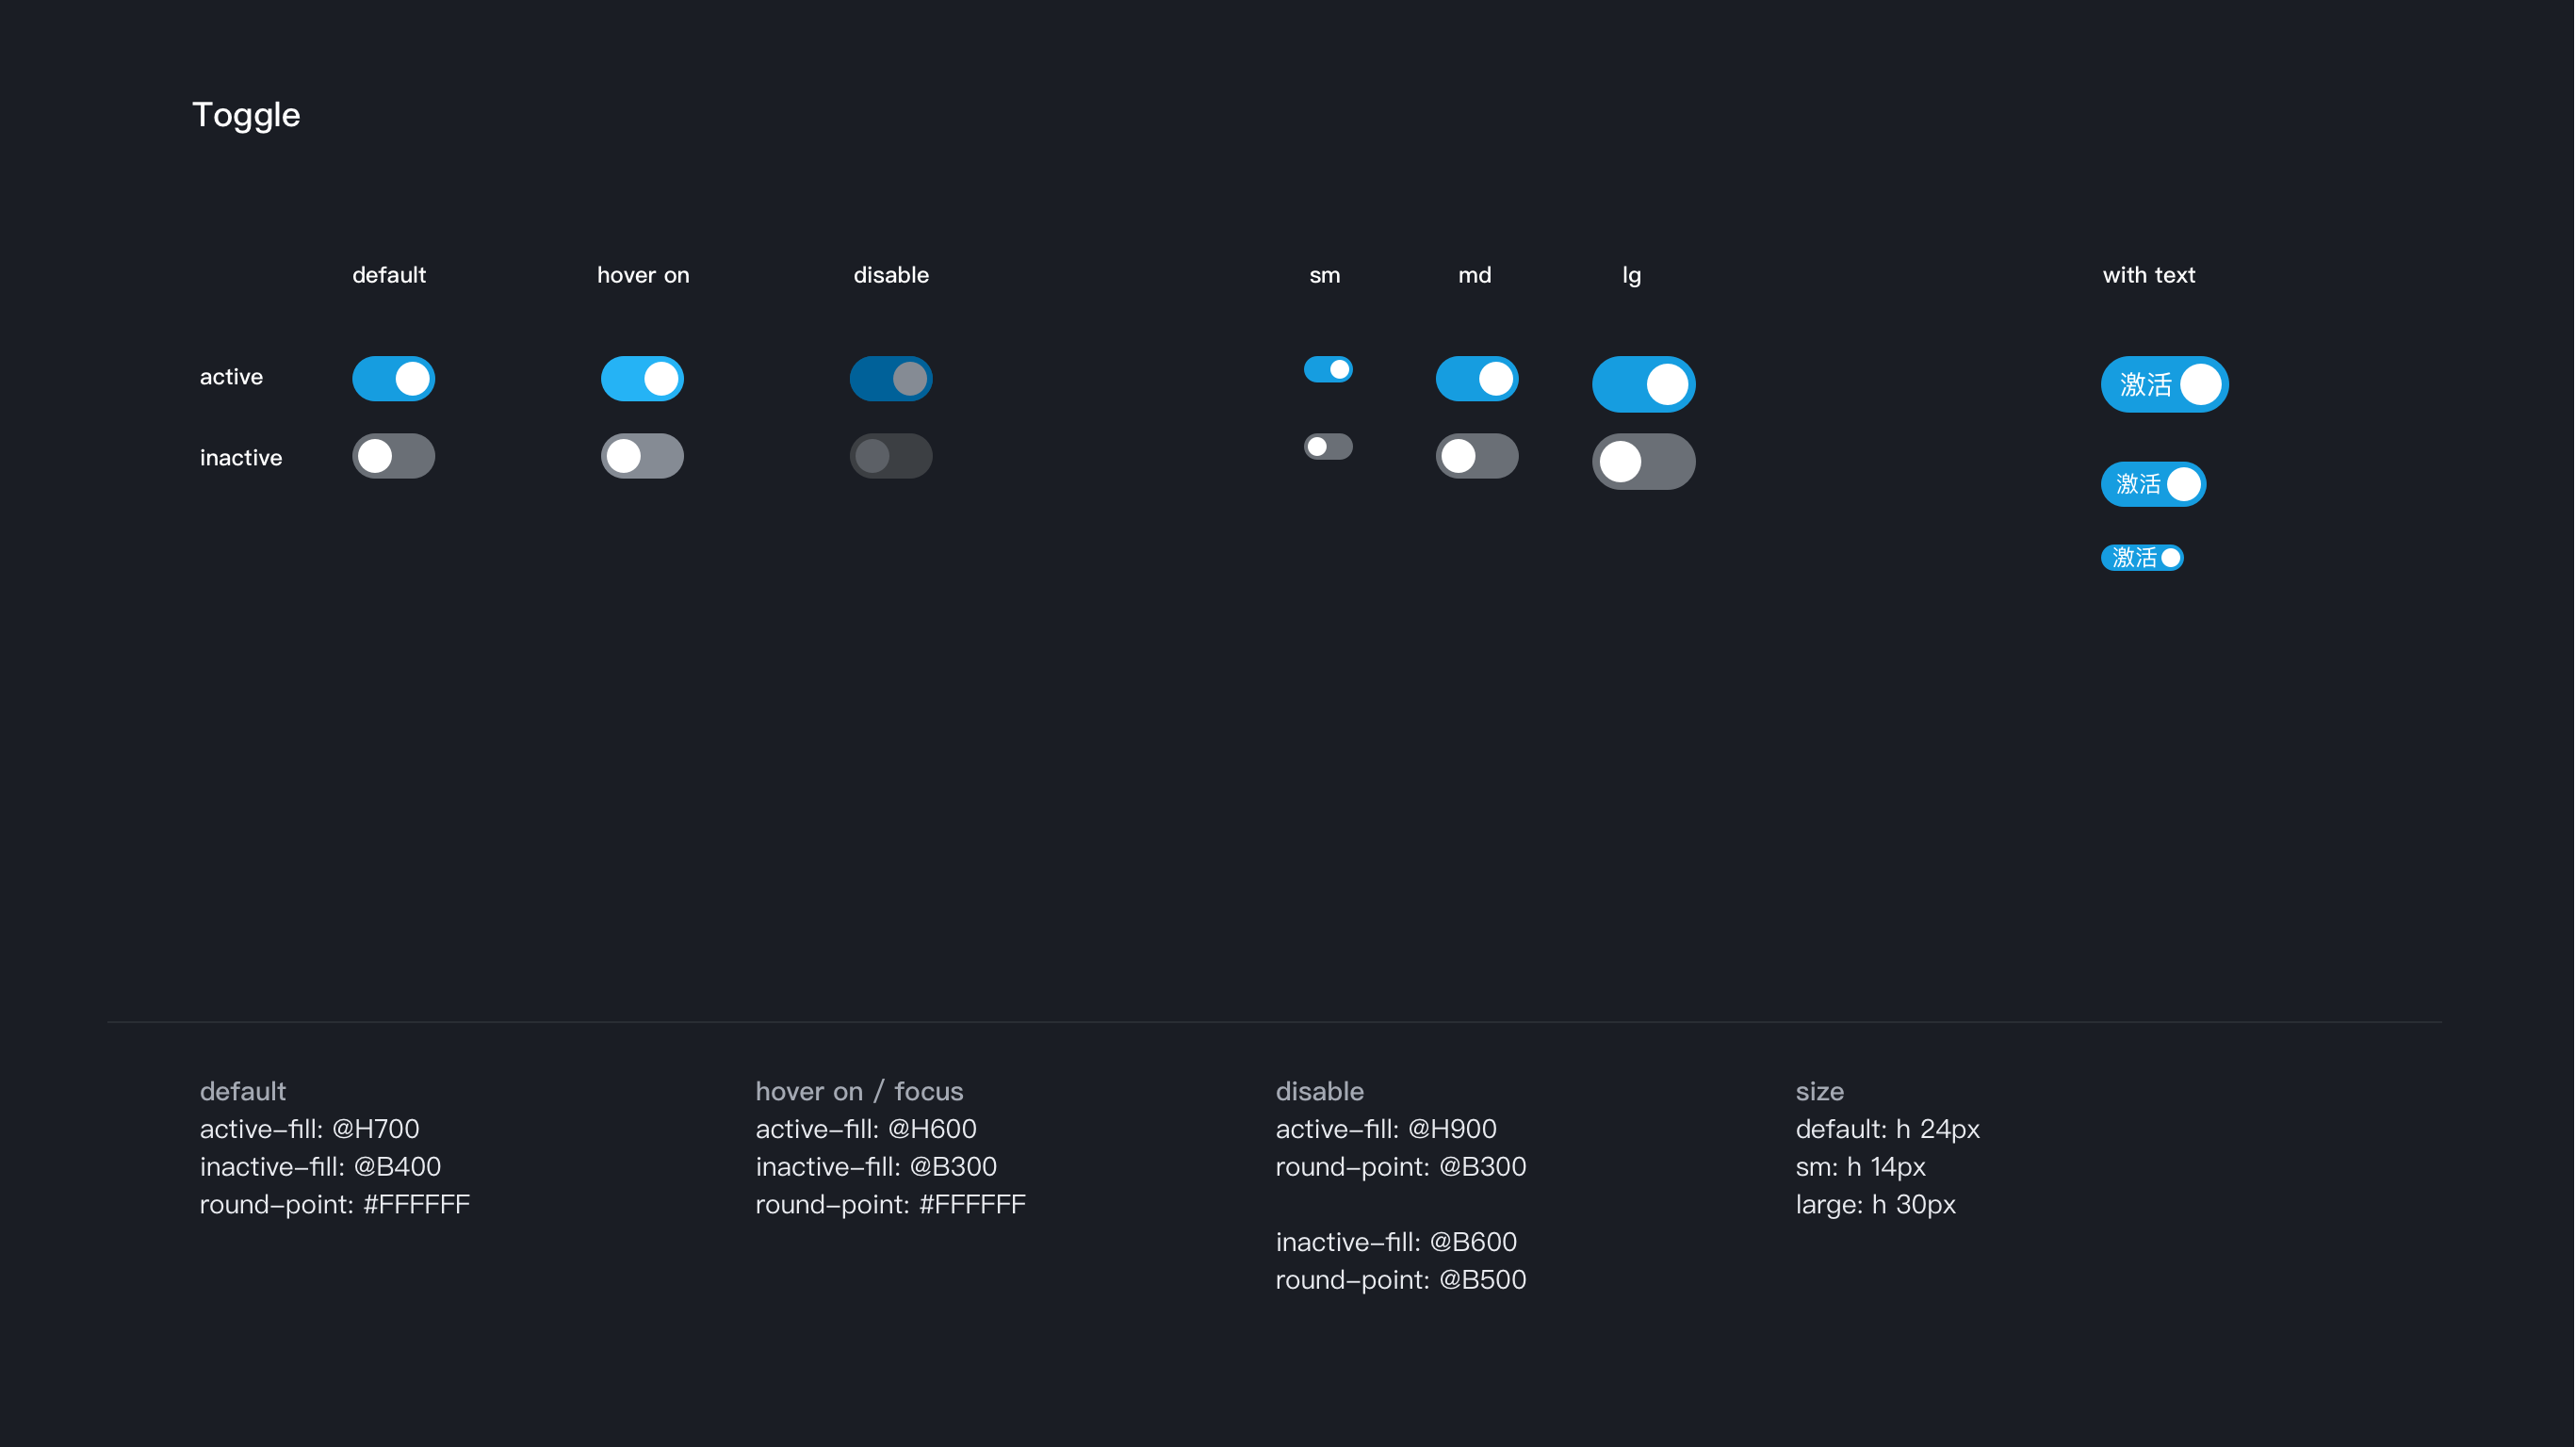 Toggle
default
hover on
disable
sm
md
lg
with text
active
激活
inactive
激活
激活
default
active–fill: @H700
inactive–fill: @B400
round–point: #FFFFFF
hover on / focus
active–fill: @H600
inactive–fill: @B300
round–point: #FFFFFF
disable
active–fill: @H900
round–point: @B300
inactive–fill: @B600
round–point: @B500
size
default: h 24px
sm: h 14px
large: h 30px